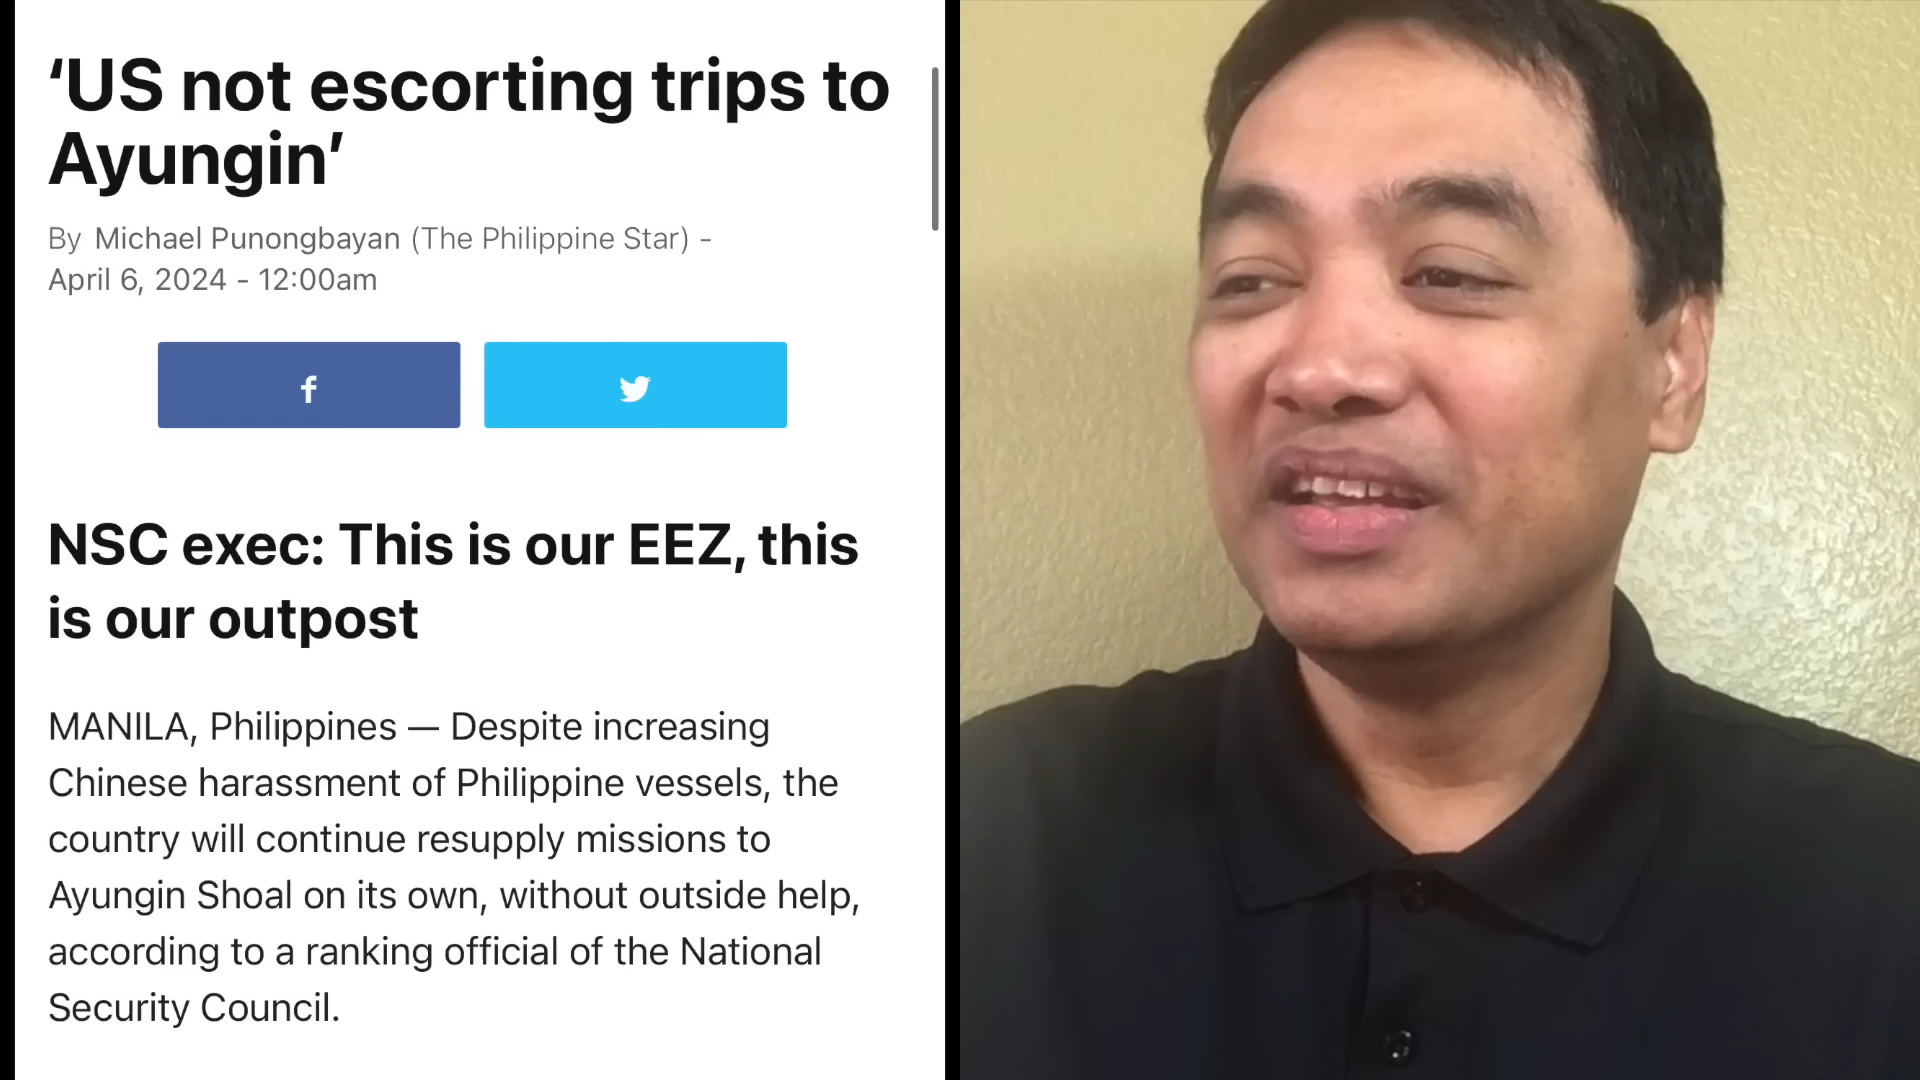 ‘US not escorting trips to
Ayungin’
By Michael Punongbayan (The Philippine Star) -
April 6, 2024 - 12:00am
f
NSC exec: This is our EEZ, this
is our outpost
MANILA, Philippines — Despite increasing
Chinese harassment of Philippine vessels, the
country will continue resupply missions to
Ayungin Shoal on its own, without outside help,
according to a ranking official of the National
Security Council.